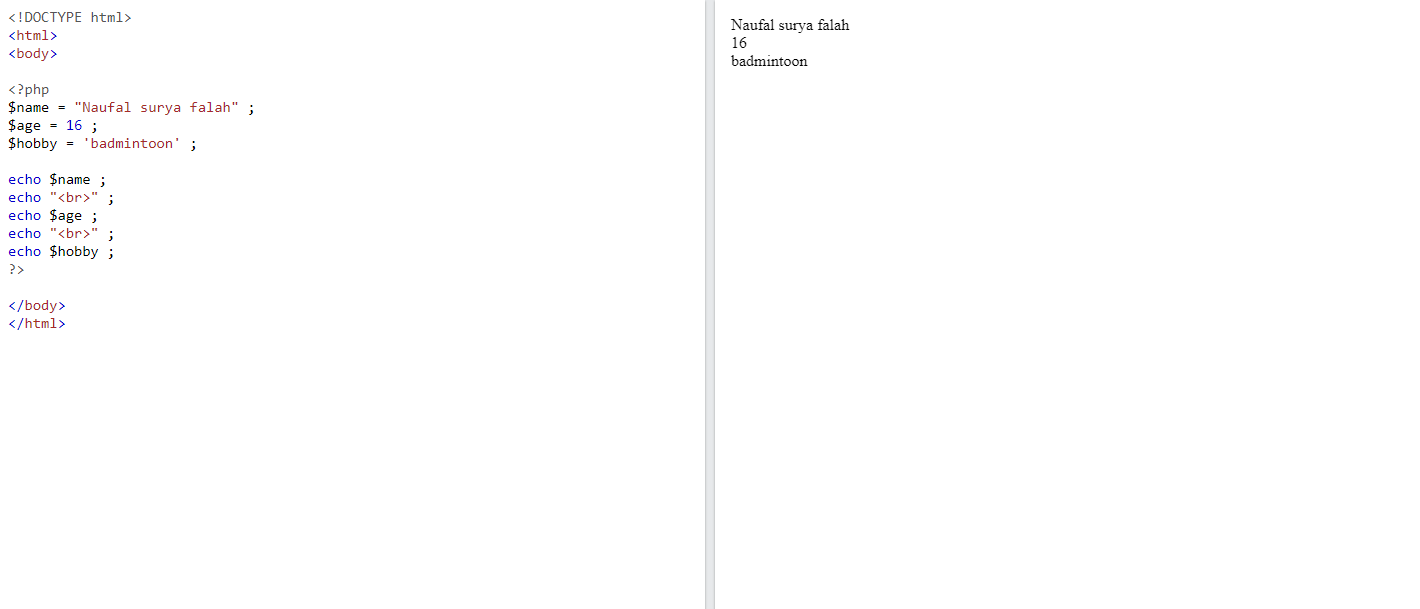 <!DOCTYPE html>
<html>
<body>
<?php
$name = "Naufal surya falah" ;
$age = 16 ;
$hobby = 'badmintoon' ;
echo $name ;
echo "<br>" ;
echo $age ;
echo "<br>" ;
echo $hobby ;
?>
</body>
</html>
Naufal surya falah
16
badmintoon